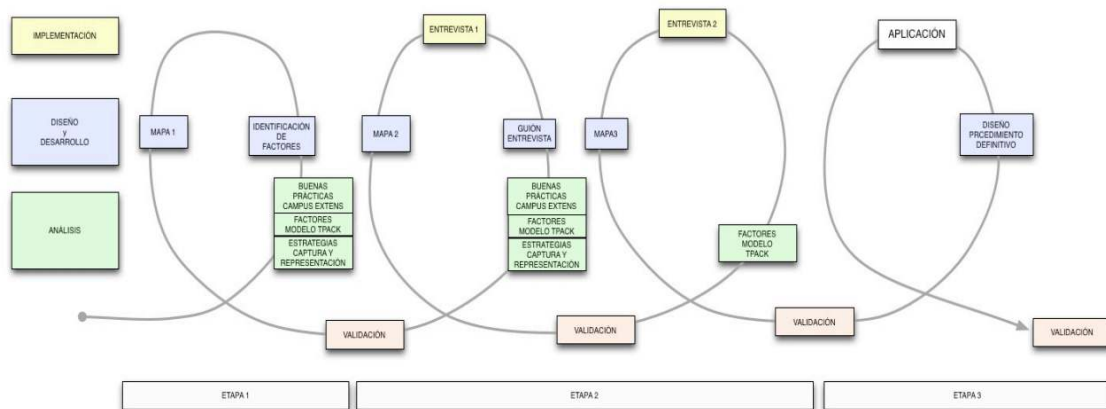 IMPLEMENTACIÓN
DISEÑO
y
DESARROLLO
ANÁLISIS
MAPA 1
IDENTIFICACIÓN
DE
FACTORES
BUENAS
PRÁCTICAS
CAMPUS EXTENS
FACTORES
MODELO TPACK
ESTRATEGIAS
CAPTURA Y
REPRESENTACIÓN
VALIDACIÓN
ENTREVISTA 1
MAPA 2
GUIÓN
ENTREVISTA
BUENAS
PRÁCTICAS
CAMPUS EXTENS
FACTORES
MODELO TPACK
ESTRATEGIAS
CAPTURA Y
REPRESENTACIÓN
VALIDACIÓN
ENTREVISTA 2
MAPA3
FACTORES
MODELO
TPACK
VALIDACIÓN
APLICACIÓN
DISEÑO
PRCEDIMIENTO
DEFINITIVO
VALIDACIÓN
ETAPA 1
ETAPA 2
ETAPA 3